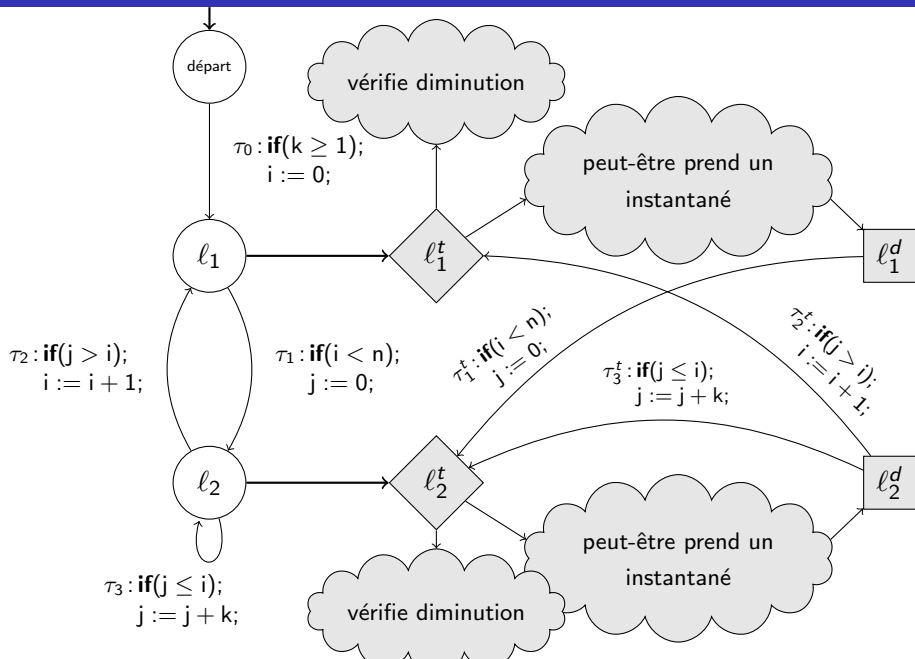 départ
vérifie diminution
τ₀ : if(k ≥ 1);
i := 0;
peut-être prend un
instantané
ℓ₁
ℓ₁ᵗ
ℓ₁ᵈ
τ₂ : if(j > i);
i := i + 1;
τ₁ : if(i < n);
j := 0;
τ₁ᵗ : if(i < n);
j := 0;
τ₃ᵗ : if(j ≤ i);
j := j + k;
τ₂ᵗ : if(j > i);
i := i + 1;
ℓ₂
ℓ₂ᵗ
ℓ₂ᵈ
peut-être prend un
instantané
τ₃ : if(j ≤ i);
j := j + k;
vérifie diminution